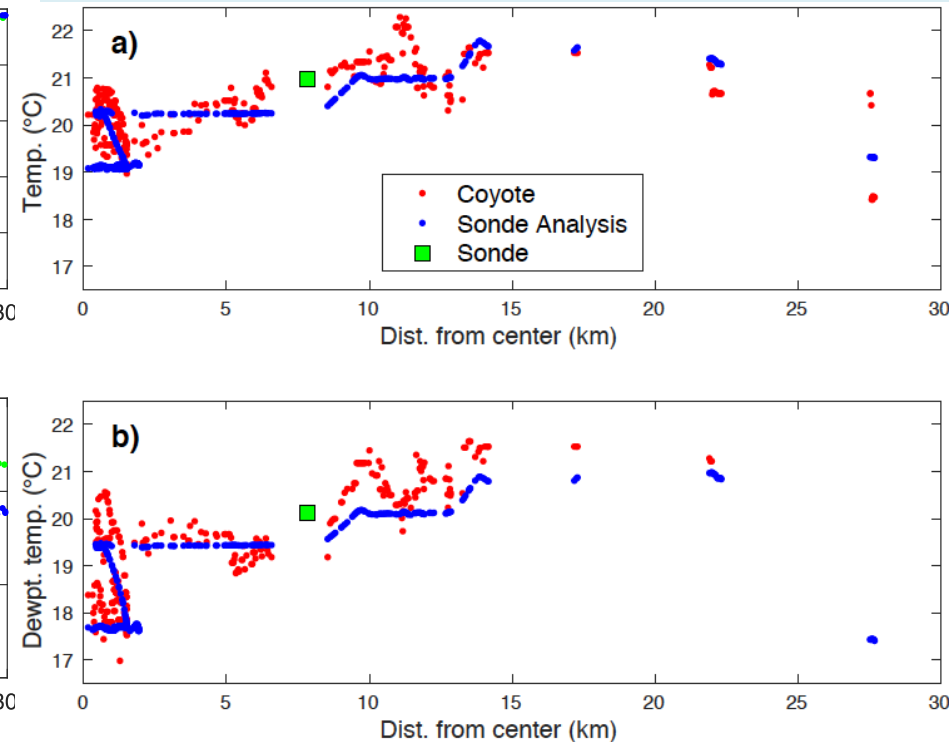 a)
Temp. (°C)
22
21
20
19
18
17
Coyote
Sonde Analysis
Sonde
0 5 10 15 20 25 30
Dist. from center (km)
30
b)
Dewpt. temp. (°C)
22
21
20
19
18
17
0 5 10 15 20 25 30
Dist. from center (km)
30